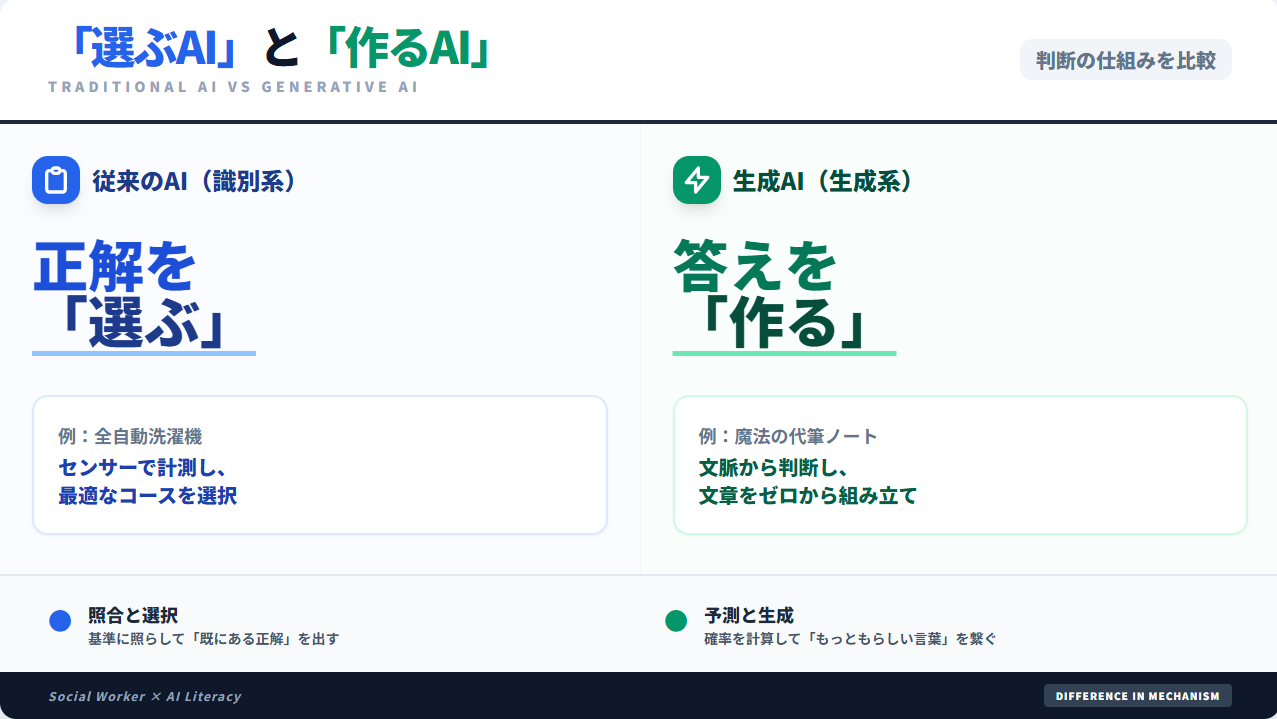 「選ぶAI」と「作るAI」
TRADITIONAL AI VS GENERATIVE AI
判断の仕組みを比較
従来のAI（識別系）
正解を
「選ぶ」
例：全自動洗濯機
センサーで計測し、
最適なコースを選択
生成AI（生成系）
答えを
「作る」
例：魔法の代筆ノート
文脈から判断し、
文章をゼロから組み立て
照合と選択
基準に照らして「既にある正解」を出す
予測と生成
確率を計算して「もっともらしい言葉」を繋ぐ
Social Worker × AI Literacy
DIFFERENCE IN MECHANISM